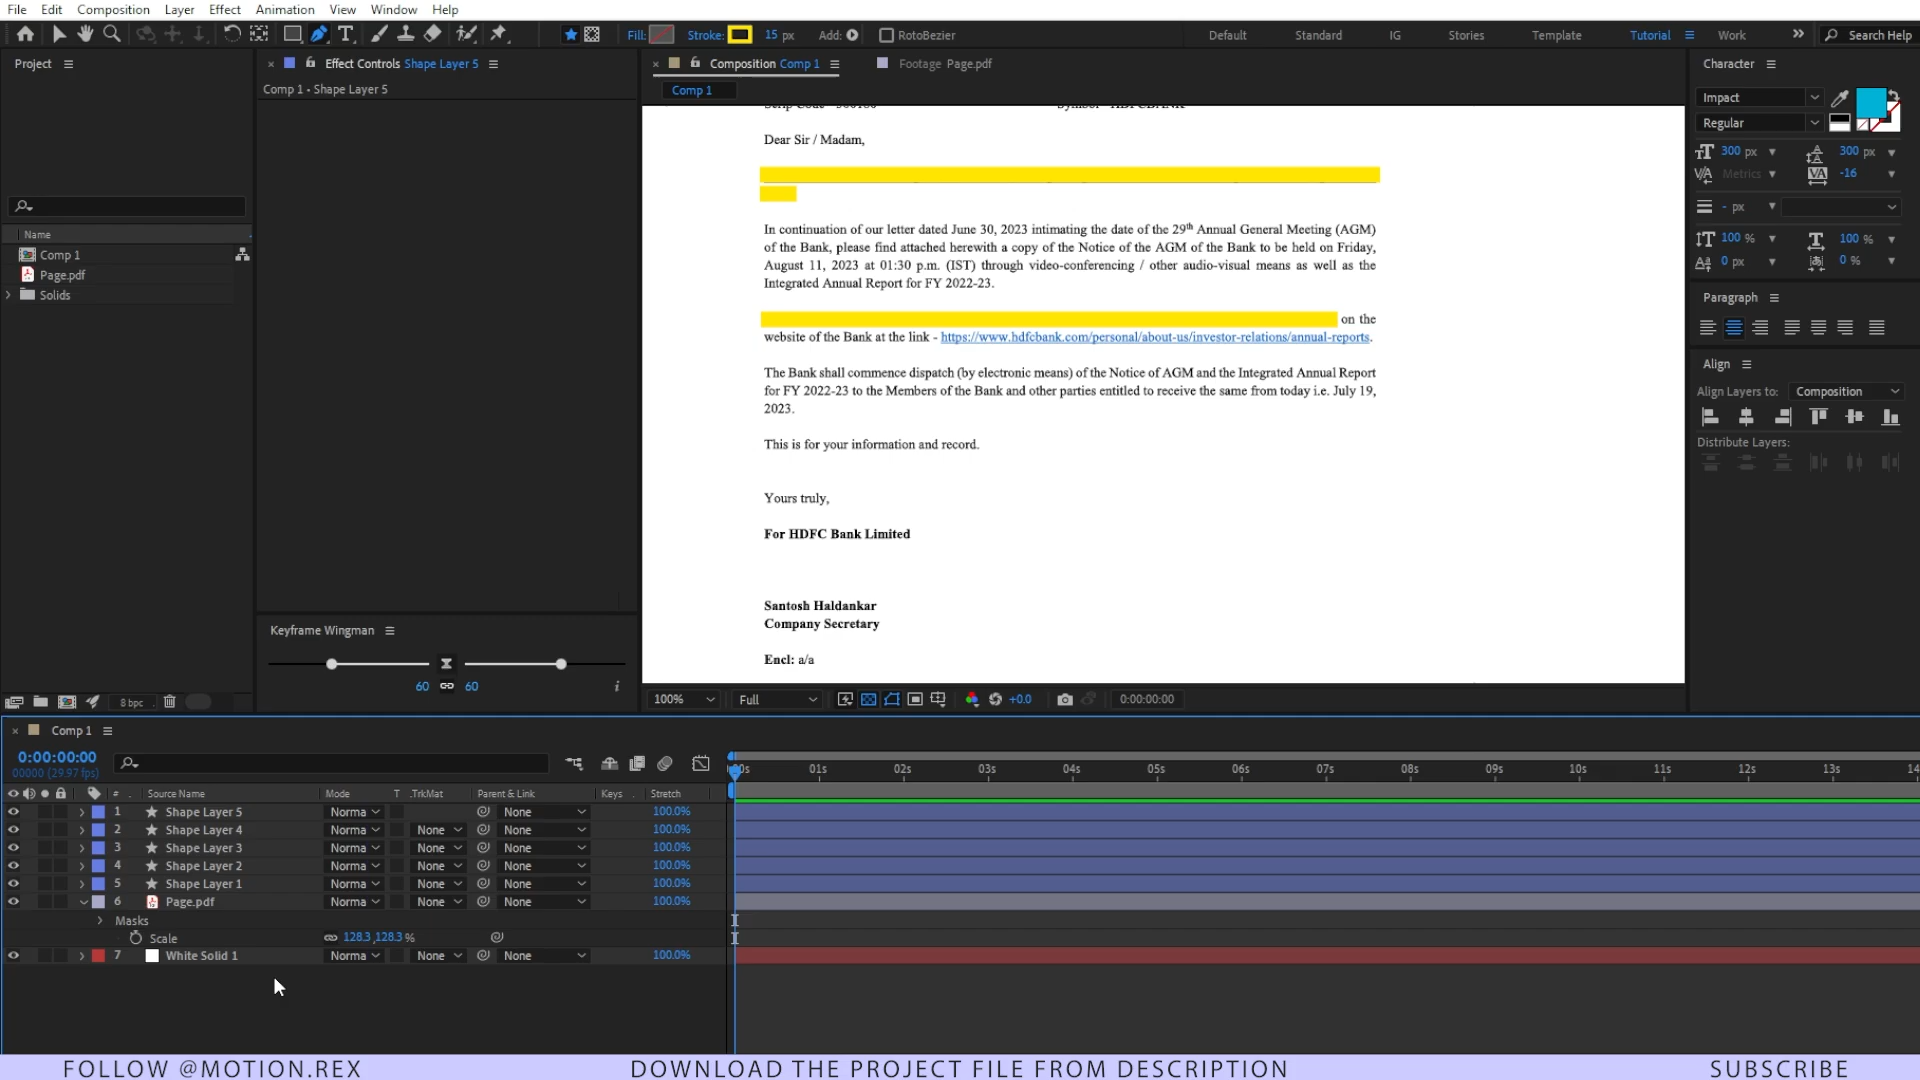 File Edit Composition Layer Effect Animation View Window Help
Fill: Stroke: 15 px Add: RotoBezier Default Standard IG Stories Template Tutorial Work Search Help
Project
Effect Controls Shape Layer 5
Composition Comp 1
Footage Page.pdf
Character
Comp 1 • Shape Layer 5
Comp 1
Impact
Regular
300 px 300 px
Metrics -16
- px
100 % 100 %
0 px 0 %
Paragraph
Align
Align Layers to: Composition
Distribute Layers:
Name
Comp 1
Page.pdf
Solids
Dear Sir / Madam,
In continuation of our letter dated June 30, 2023 intimating the date of the 29th Annual General Meeting (AGM)
of the Bank, please find attached herewith a copy of the Notice of the AGM of the Bank to be held on Friday,
August 11, 2023 at 01:30 p.m. (IST) through video-conferencing / other audio-visual means as well as the
Integrated Annual Report for FY 2022-23.
on the
website of the Bank at the link - https://www.hdfcbank.com/personal/about-us/investor-relations/annual-reports.
The Bank shall commence dispatch (by electronic means) of the Notice of AGM and the Integrated Annual Report
for FY 2022-23 to the Members of the Bank and other parties entitled to receive the same from today i.e. July 19,
2023.
This is for your information and record.
Yours truly,
For HDFC Bank Limited
Santosh Haldankar
Company Secretary
Encl: a/a
Keyframe Wingman
60 60
8 bpc
100% Full +0.0 0:00:00:00
Comp 1
0:00:00:00
00000 (29.97 fps)
01s 02s 03s 04s 05s 06s 07s 08s 09s 10s 11s 12s 13s 14
# Source Name Mode T .TrkMat Parent & Link Keys Stretch
1 Shape Layer 5 Norma None 100.0%
2 Shape Layer 4 Norma None None 100.0%
3 Shape Layer 3 Norma None None 100.0%
4 Shape Layer 2 Norma None None 100.0%
5 Shape Layer 1 Norma None None 100.0%
6 Page.pdf Norma None None 100.0%
Masks
Scale 128.3,128.3 %
7 White Solid 1 Norma None None 100.0%
FOLLOW @MOTION.REX DOWNLOAD THE PROJECT FILE FROM DESCRIPTION SUBSCRIBE